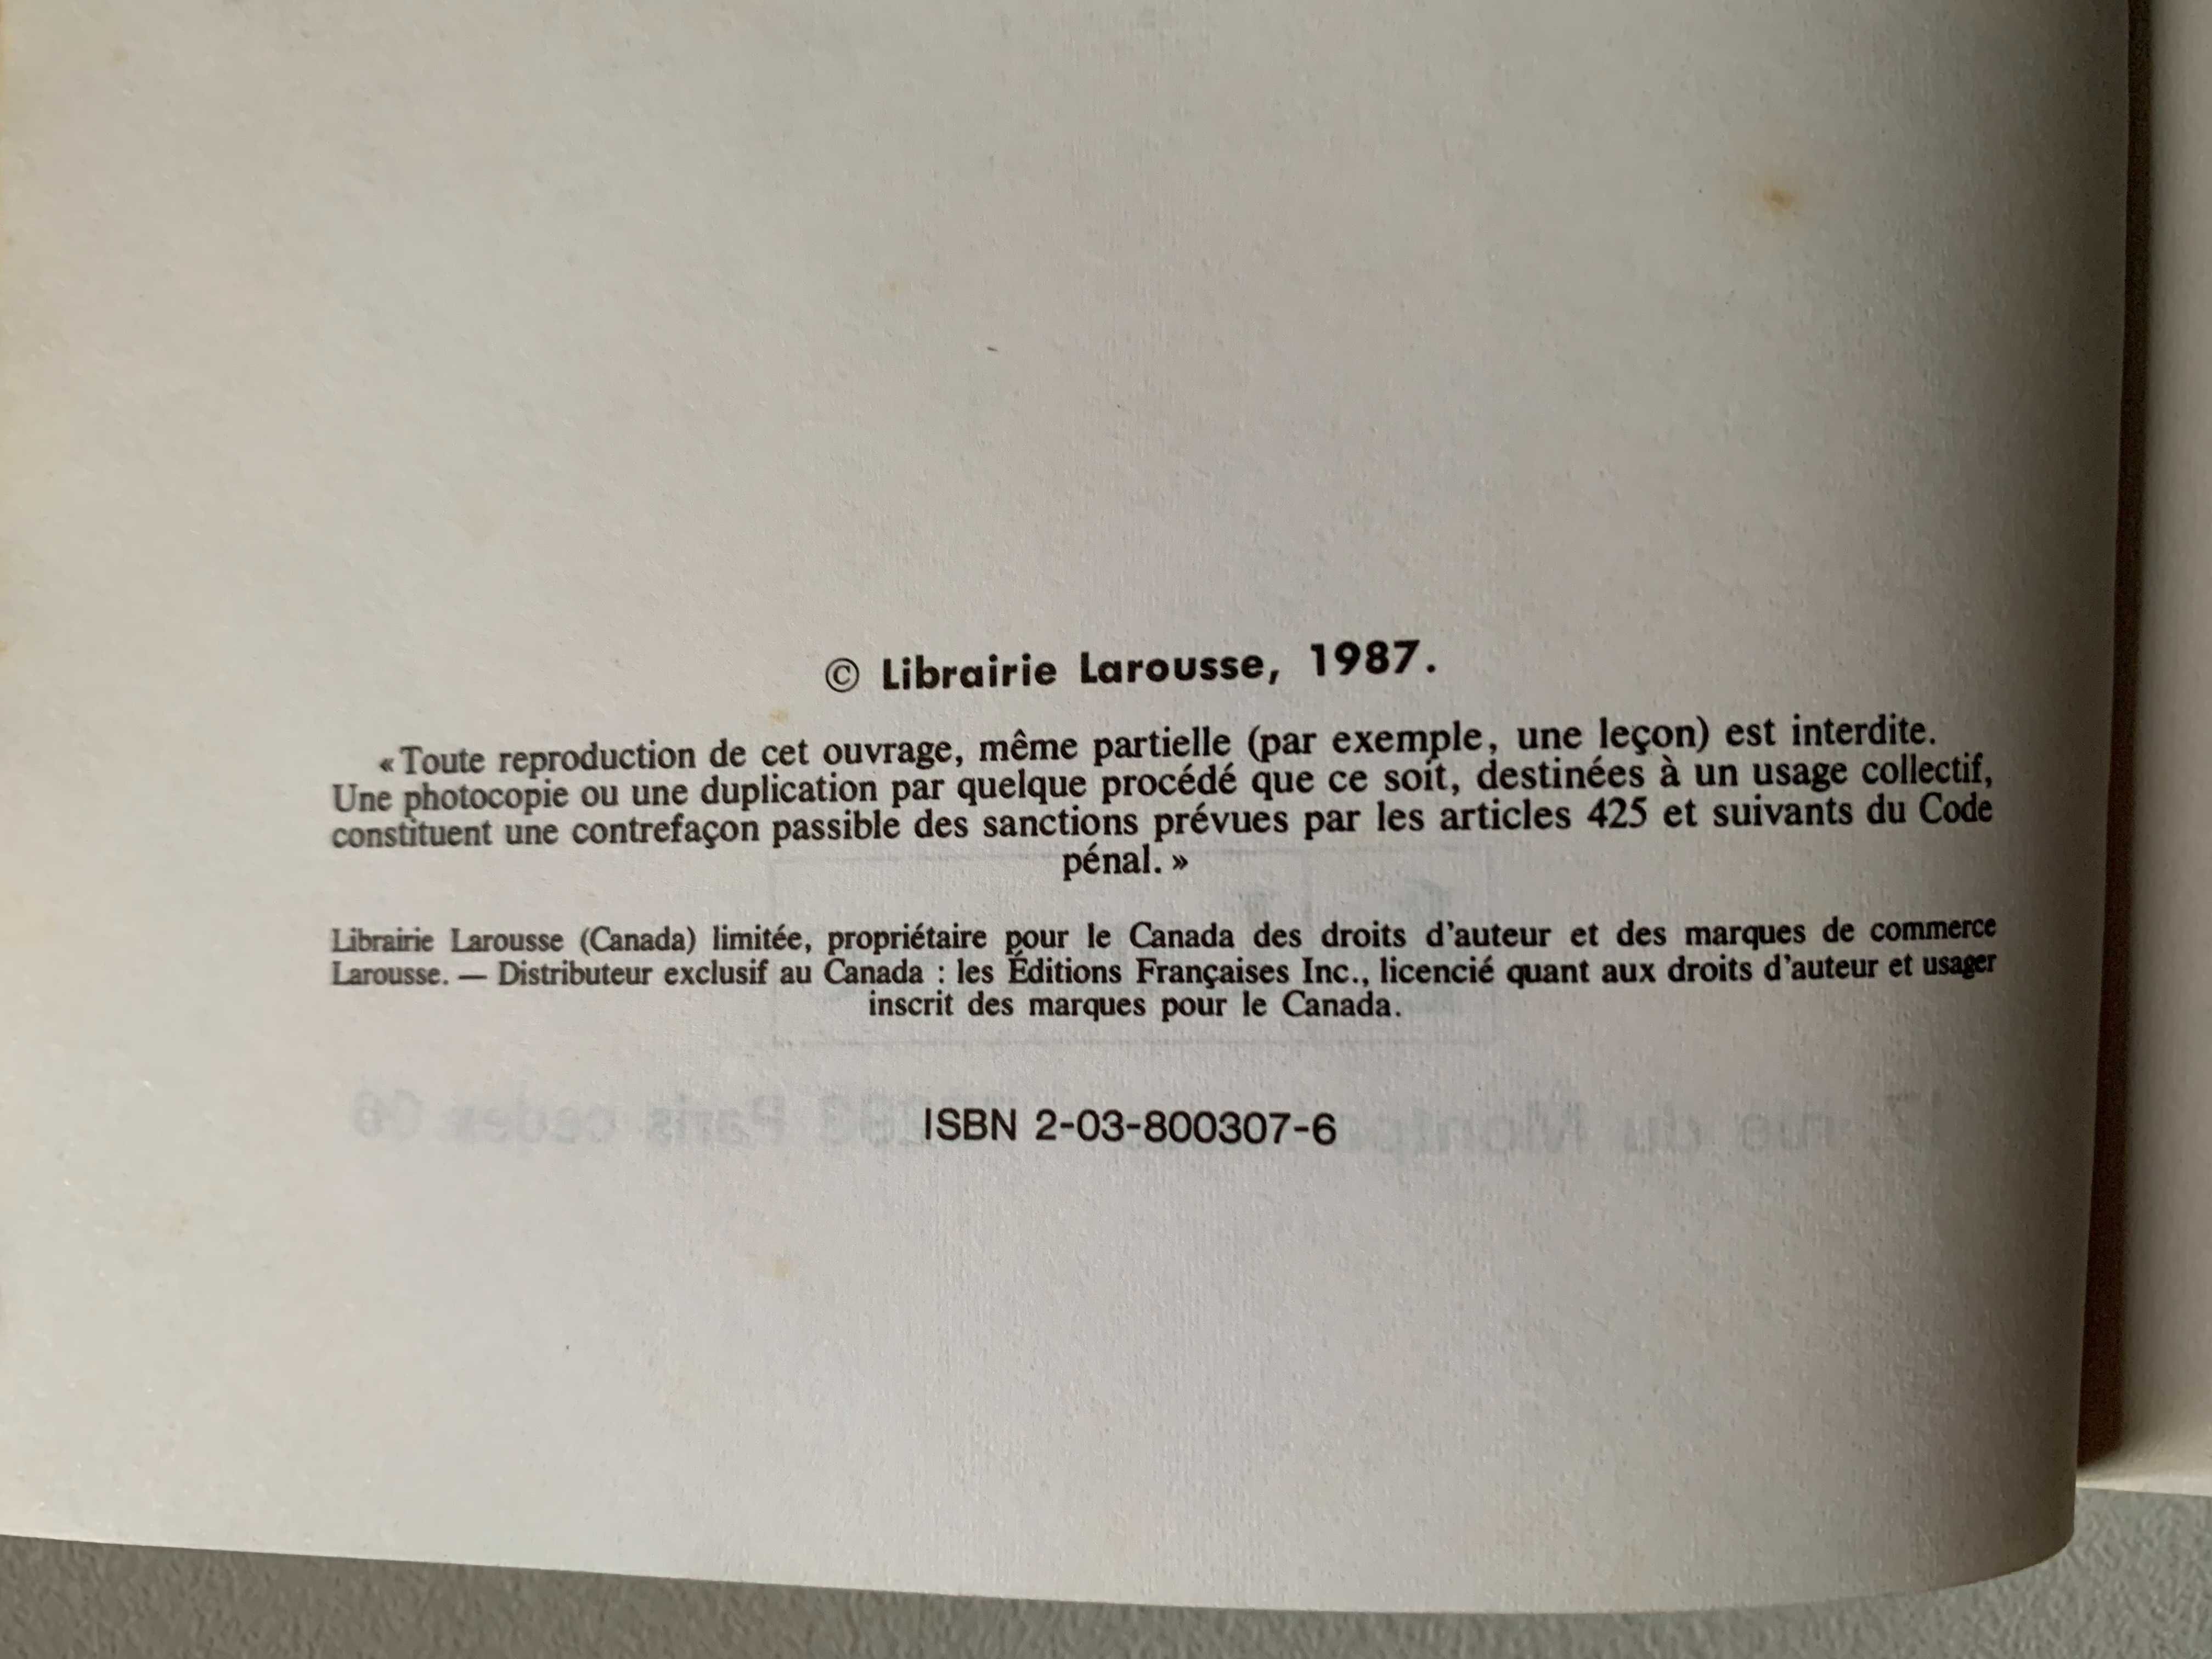 © Librairie Larousse, 1987.
«Toute reproduction de cet ouvrage, même partielle (par exemple, une leçon) est interdite.
Une photocopie ou une duplication par quelque procédé que ce soit, destinées à un usage collectif,
constituent une contrefaçon passible des sanctions prévues par les articles 425 et suivants du Code
pénal.»
Librairie Larousse (Canada) limitée, propriétaire pour le Canada des droits d'auteur et des marques de commerce
Larousse. — Distributeur exclusif au Canada : les Éditions Françaises Inc., licencié quant aux droits d'auteur et usager
inscrit des marques pour le Canada.
ISBN 2-03-800307-6